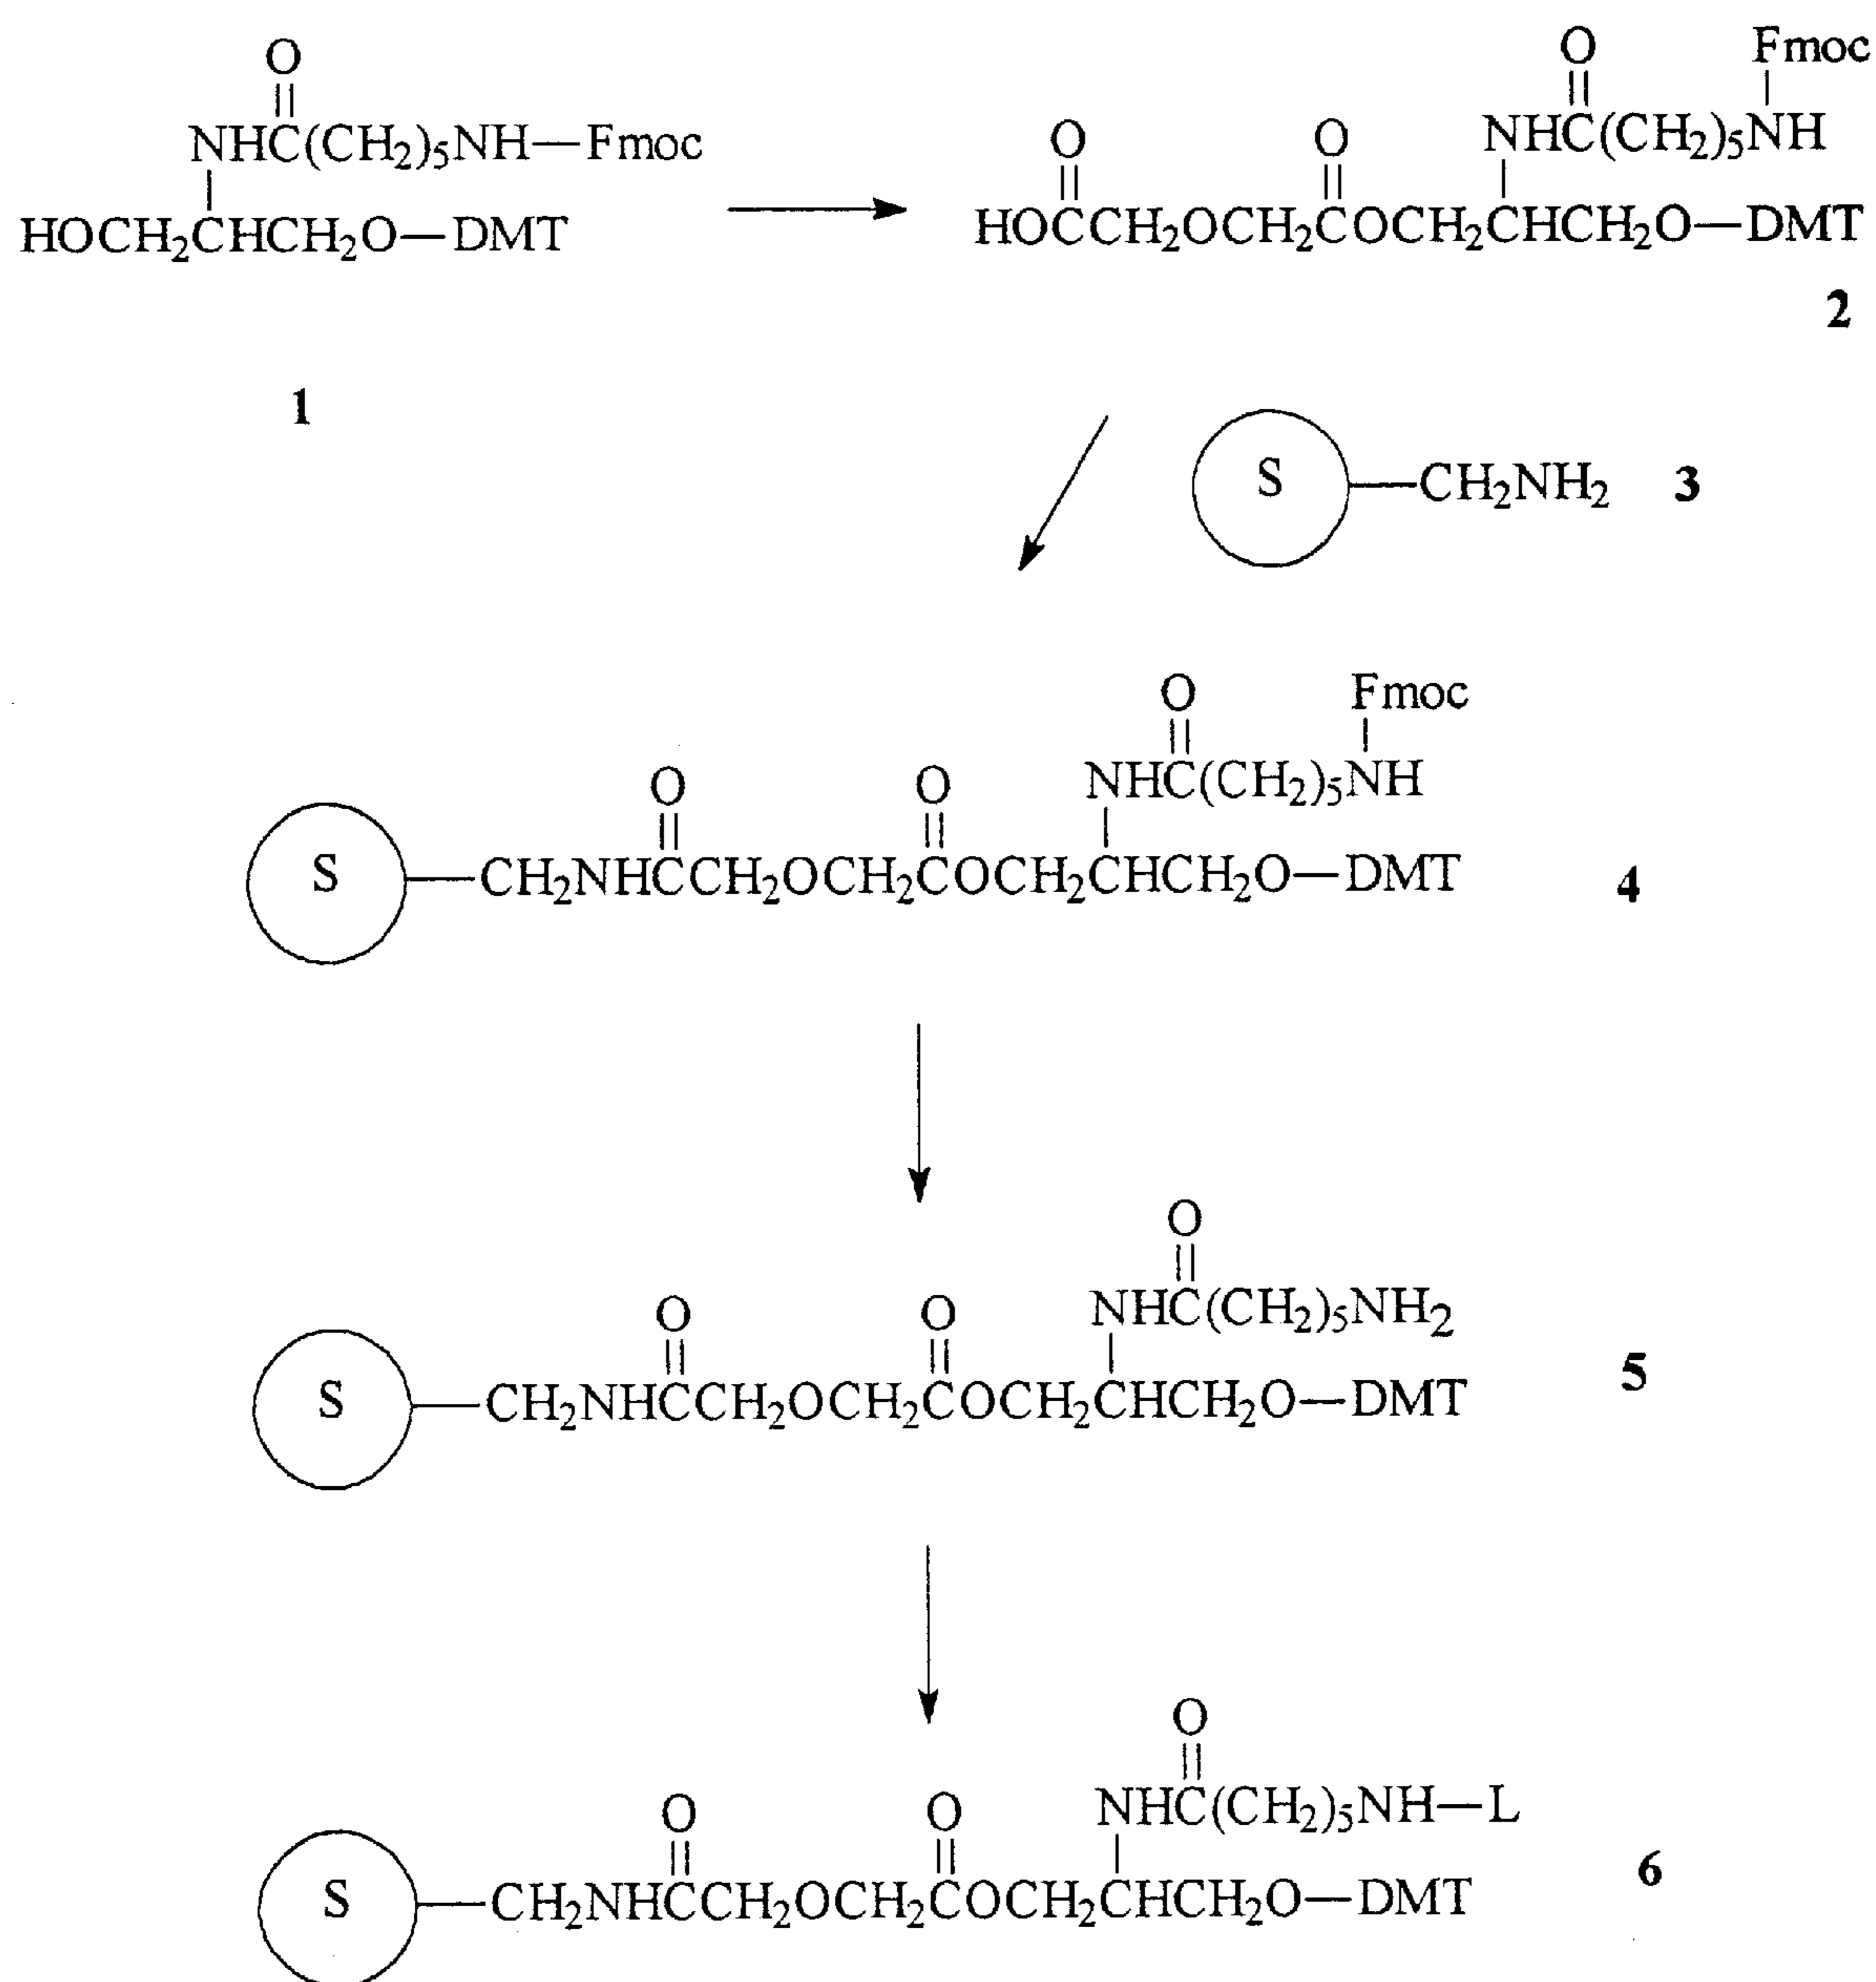 O
NHC(CH₂)₅NH—Fmoc
HOCH₂CHCH₂O—DMT
1
O Fmoc
O O NHC(CH₂)₅NH
HOCCH₂OCH₂COCH₂CHCH₂O—DMT
2
S —CH₂NH₂ 3
O Fmoc
O O NHC(CH₂)₅NH
S —CH₂NHCCH₂OCH₂COCH₂CHCH₂O—DMT 4
O
O O NHC(CH₂)₅NH₂
S —CH₂NHCCH₂OCH₂COCH₂CHCH₂O—DMT 5
O
O O NHC(CH₂)₅NH—L
S —CH₂NHCCH₂OCH₂COCH₂CHCH₂O—DMT 6